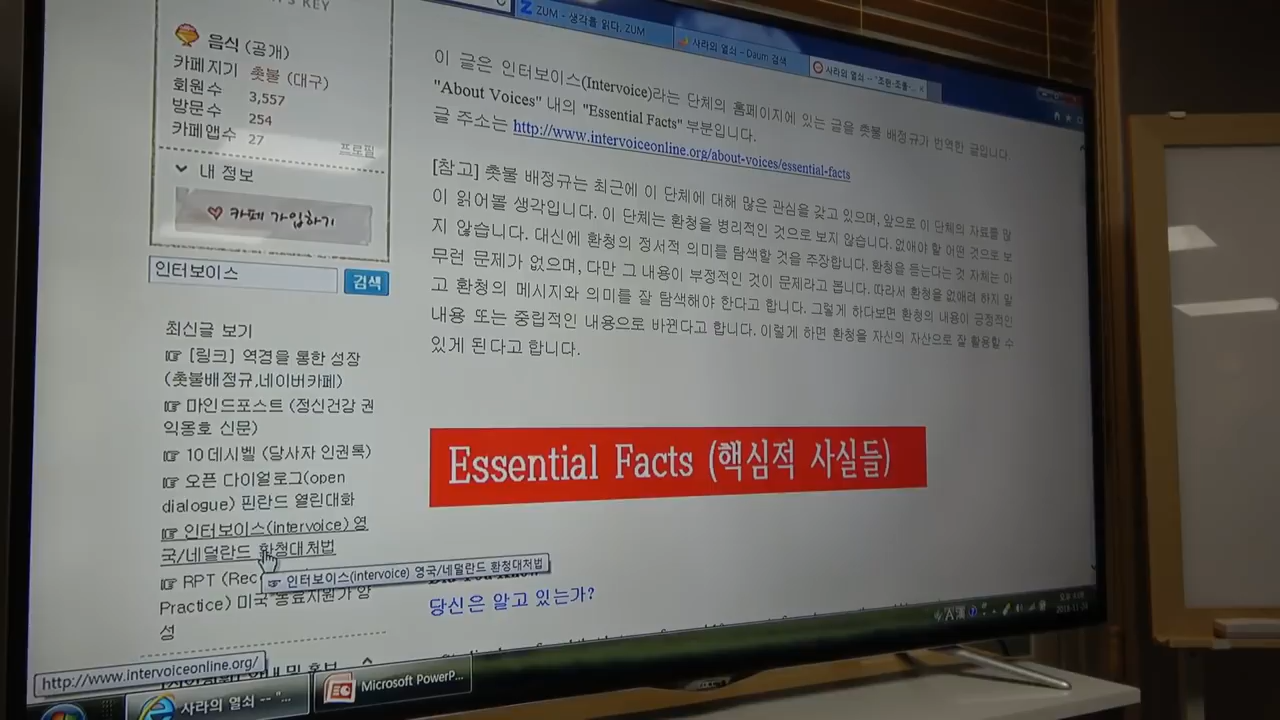 'S KEY
음식 (공개)
카페지기 촛불 (대구)
회원수 3,557
방문수 254
카페앱수 27
프로필
내 정보
카페 가입하기
인터보이스 검색
최신글 보기
☞ [링크] 역경을 통한 성장
(촛불배정규,네이버카페)
☞ 마인드포스트 (정신건강 권
익옹호 신문)
☞ 10 데시벨 (당사자 인권톡)
☞ 오픈 다이얼로그(open
dialogue) 핀란드 열린대화
☞ 인터보이스(intervoice) 영
국/네덜란드 환청대처법
☞ 인터보이스(intervoice) 영국/네덜란드 환청대처법
☞ RPT (Rec
Practice) 미국 동료지원가 양
성
http://www.intervoiceonline.org/
사라의 열쇠 -- "...
Microsoft PowerP...
ZUM - 생각을 읽다, ZUM
사라의 열쇠 - Daum 검색
사라의 열쇠 -- "조현-조울-...
이 글은 인터보이스(Intervoice)라는 단체의 홈페이지에 있는 글을 촛불 배정규가 번역한 글입니다.
"About Voices" 내의 "Essential Facts" 부분입니다.
글 주소는 http://www.intervoiceonline.org/about-voices/essential-facts
[참고] 촛불 배정규는 최근에 이 단체에 대해 많은 관심을 갖고 있으며, 앞으로 이 단체의 자료를 많
이 읽어볼 생각입니다. 이 단체는 환청을 병리적인 것으로 보지 않습니다. 없애야 할 어떤 것으로 보
지 않습니다. 대신에 환청의 정서적 의미를 탐색할 것을 주장합니다. 환청을 듣는다는 것 자체는 아
무런 문제가 없으며, 다만 그 내용이 부정적인 것이 문제라고 봅니다. 따라서 환청을 없애려 하지 말
고 환청의 메시지와 의미를 잘 탐색해야 한다고 합니다. 그렇게 하다보면 환청의 내용이 긍정적인
내용 또는 중립적인 내용으로 바뀐다고 합니다. 이렇게 하면 환청을 자신의 자산으로 잘 활용할 수
있게 된다고 합니다.
Essential Facts (핵심적 사실들)
당신은 알고 있는가?